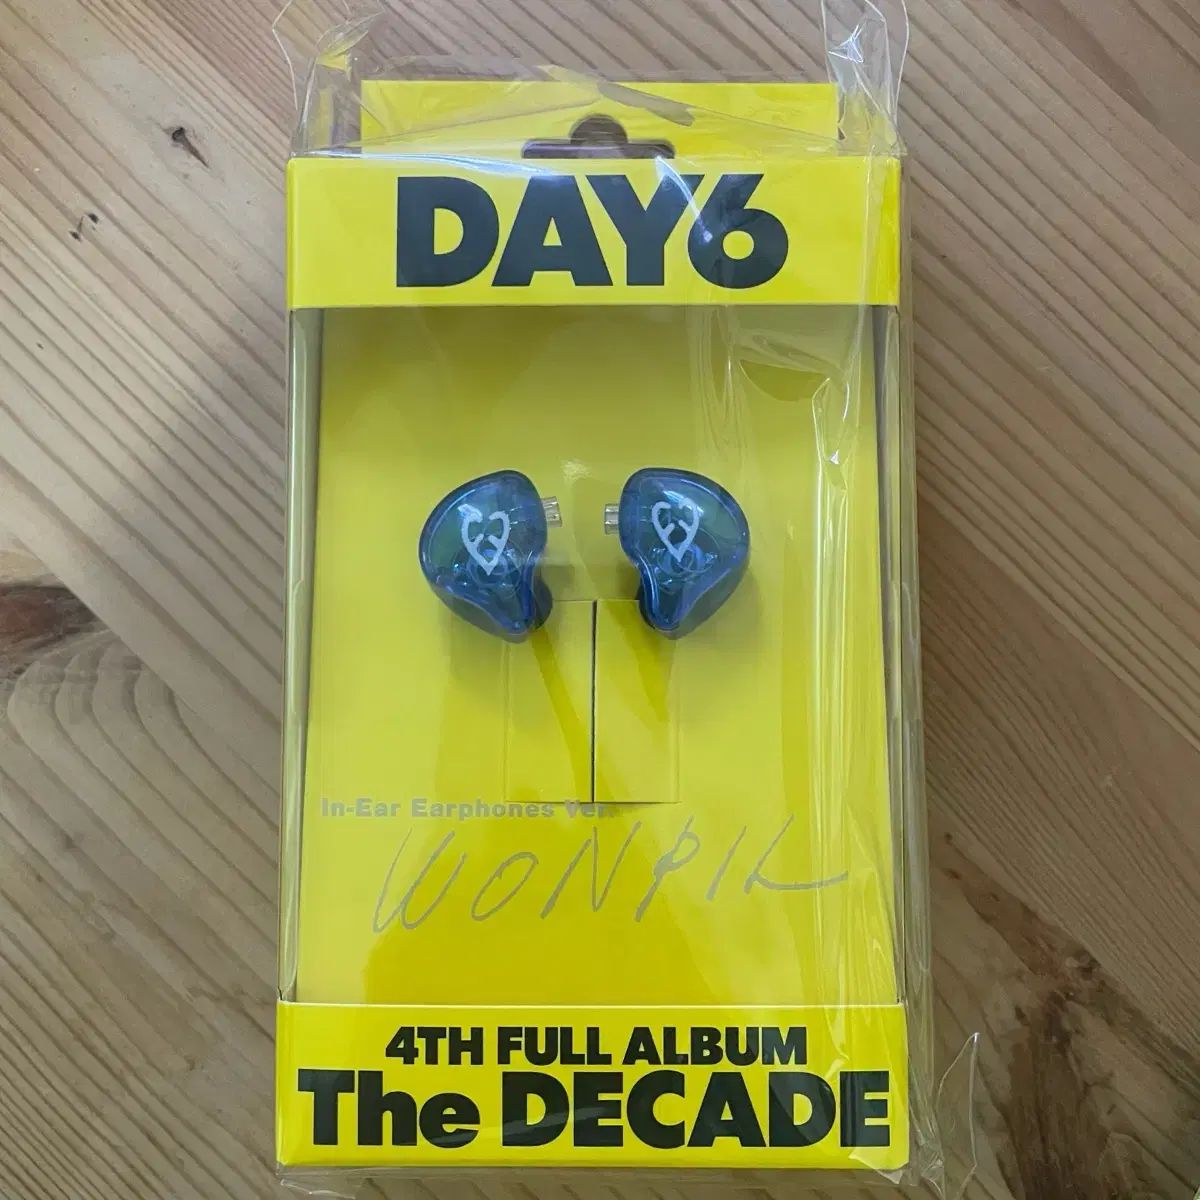 DAY6
In-Ear Earphones Ver.
WONPIL
4TH FULL ALBUM
The DECADE